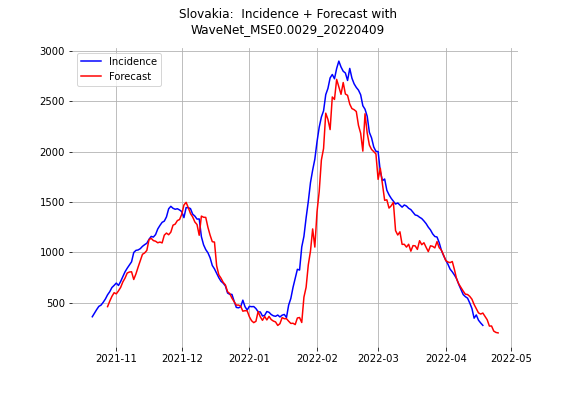 Slovakia:  Incidence + Forecast with
WaveNet_MSE0.0029_20220409
Incidence
Forecast
3000
2500
2000
1500
1000
500
2021-11 2021-12 2022-01 2022-02 2022-03 2022-04 2022-05